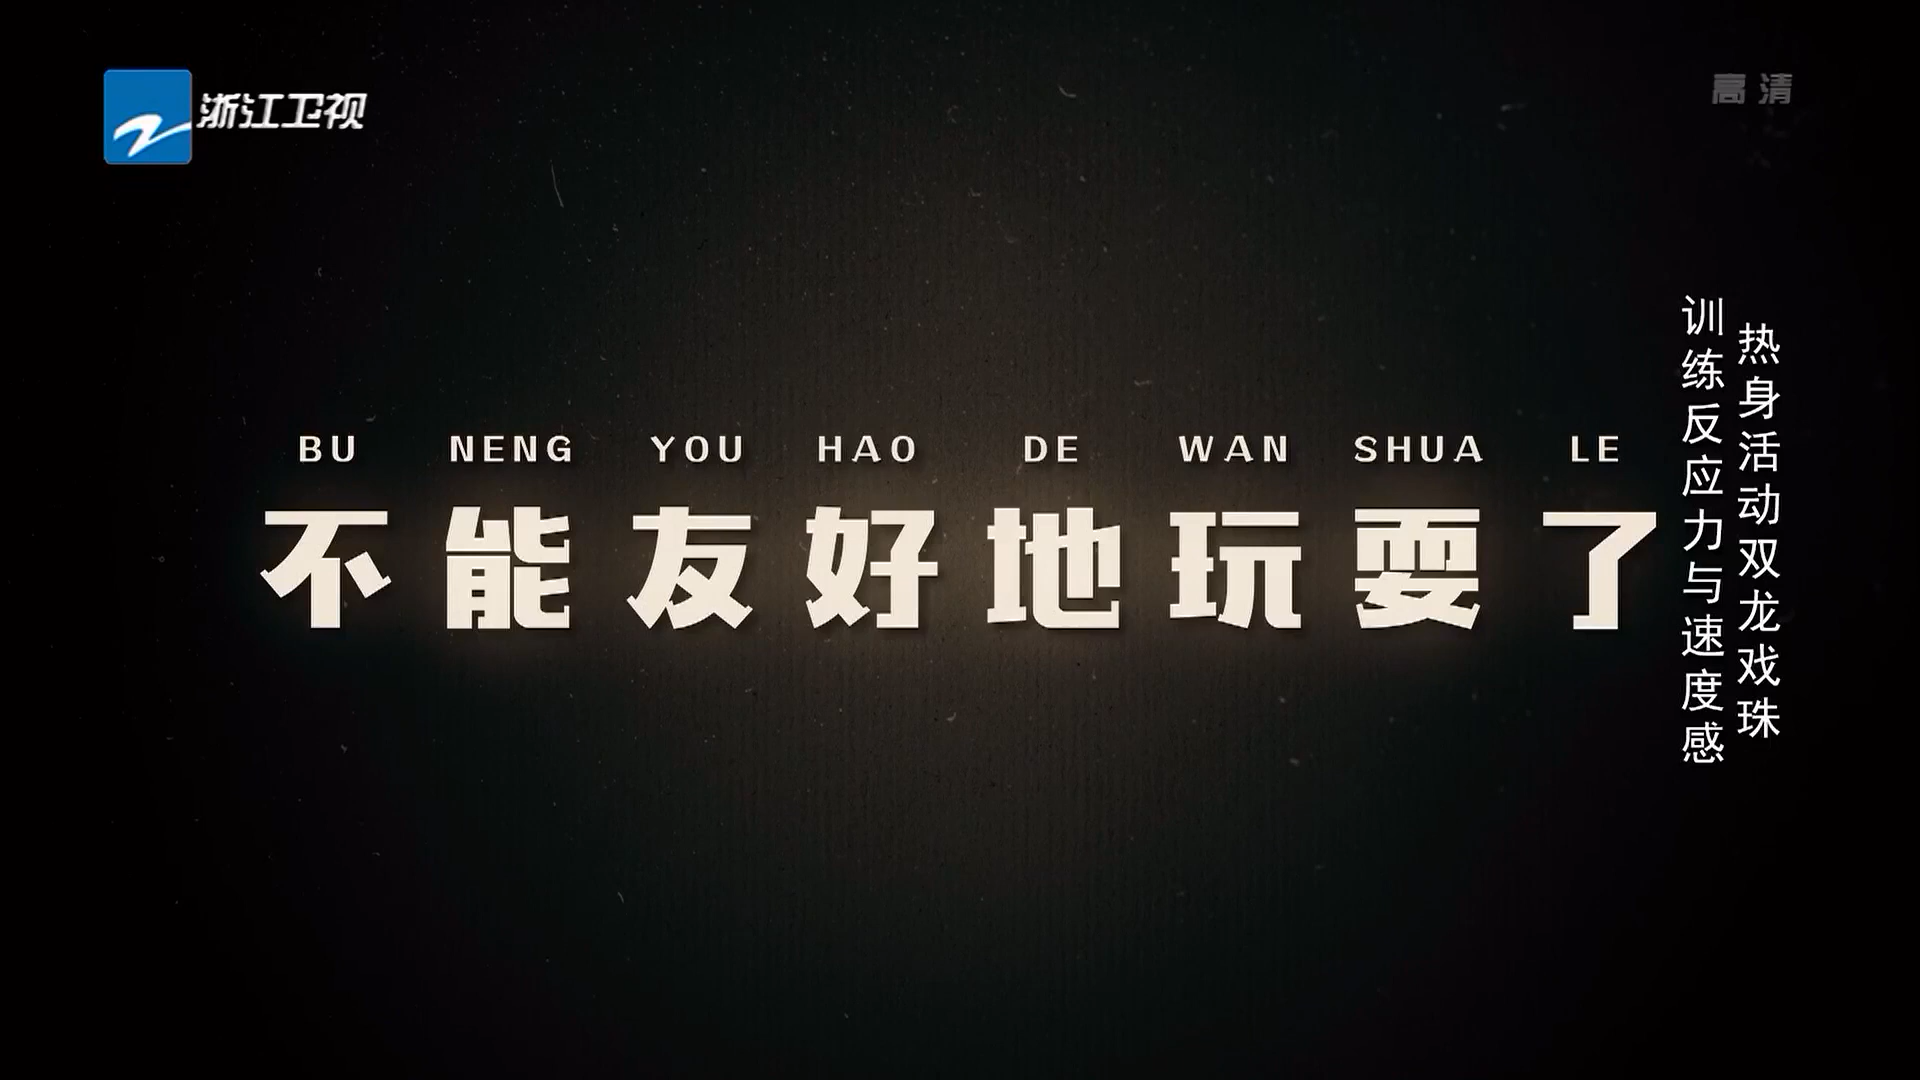 浙江卫视
高清
BU NENG YOU HAO DE WAN SHUA LE
不能友好地玩耍了
热身活动双龙戏珠
训练反应力与速度感